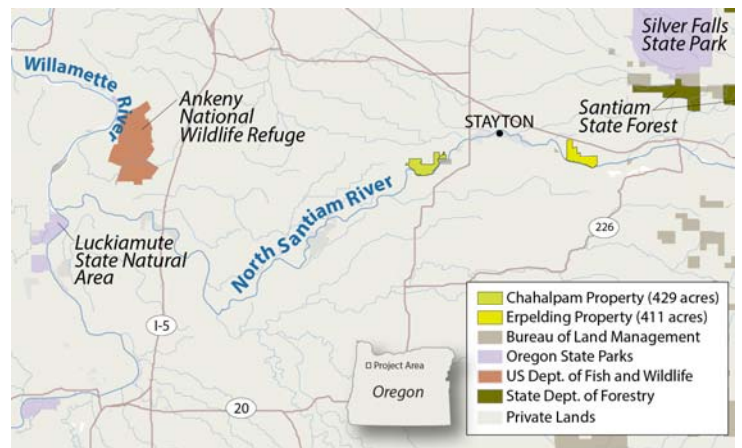 Silver Falls
State Park
Willamette
River
Ankeny
National
Wildlife Refuge
Santiam
State Forest
STAYTON
North Santiam River
226
Luckiamute
State Natural
Area
I-5
20
Project Area
Oregon
Chahalpam Property (429 acres)
Erpelding Property (411 acres)
Bureau of Land Management
Oregon State Parks
US Dept. of Fish and Wildlife
State Dept. of Forestry
Private Lands